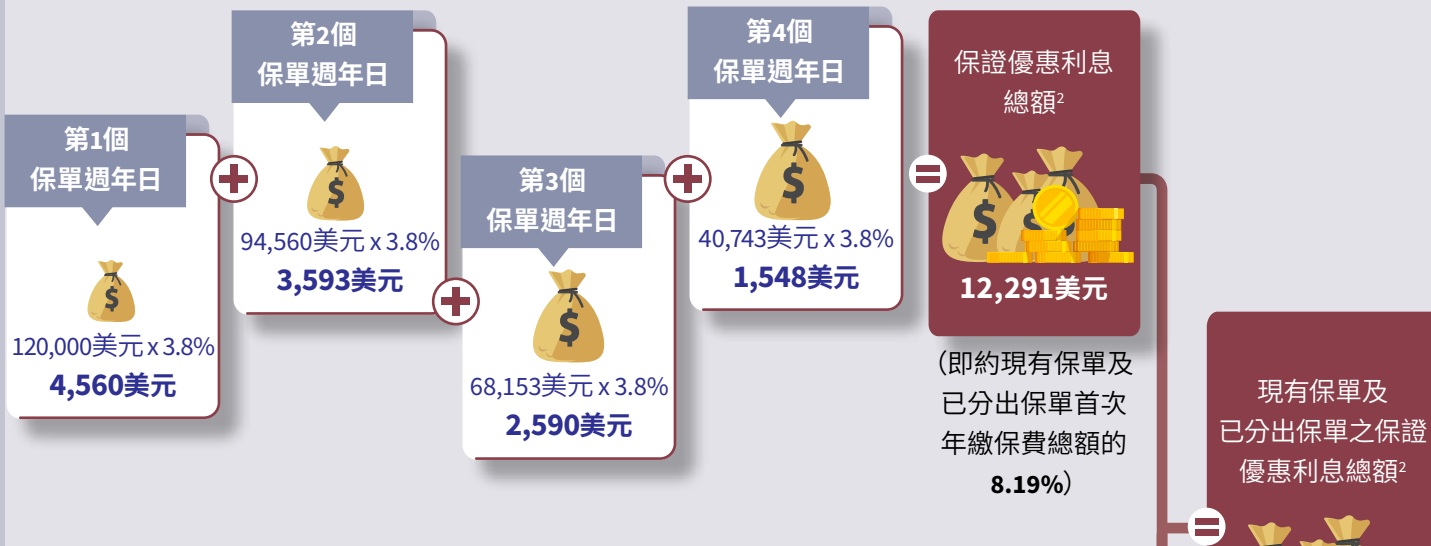 第1個
保單週年日
120,000美元 x 3.8%
4,560美元
第2個
保單週年日
94,560美元 x 3.8%
3,593美元
第3個
保單週年日
68,153美元 x 3.8%
2,590美元
第4個
保單週年日
40,743美元 x 3.8%
1,548美元
保證優惠利息
總額2
12,291美元
（即約現有保單及
已分出保單首次
年繳保費總額的
8.19%）
現有保單及
已分出保單之保證
優惠利息總額2